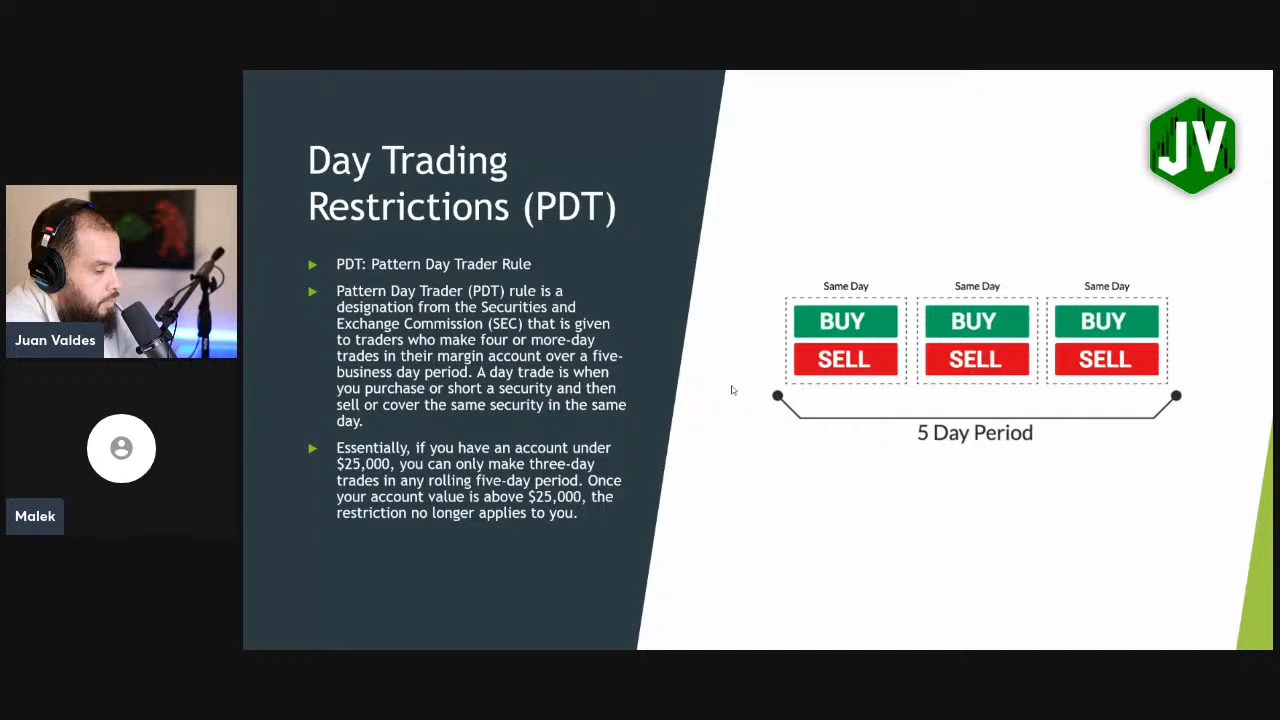 Day Trading
Restrictions (PDT)
PDT: Pattern Day Trader Rule
Pattern Day Trader (PDT) rule is a
designation from the Securities and
Exchange Commission (SEC) that is given
to traders who make four or more-day
trades in their margin account over a five-
business day period. A day trade is when
you purchase or short a security and then
sell or cover the same security in the same
day.
Essentially, if you have an account under
$25,000, you can only make three-day
trades in any rolling five-day period. Once
your account value is above $25,000, the
restriction no longer applies to you.
JV
Same Day
Same Day
Same Day
BUY
BUY
BUY
SELL
SELL
SELL
5 Day Period
Juan Valdes
Malek